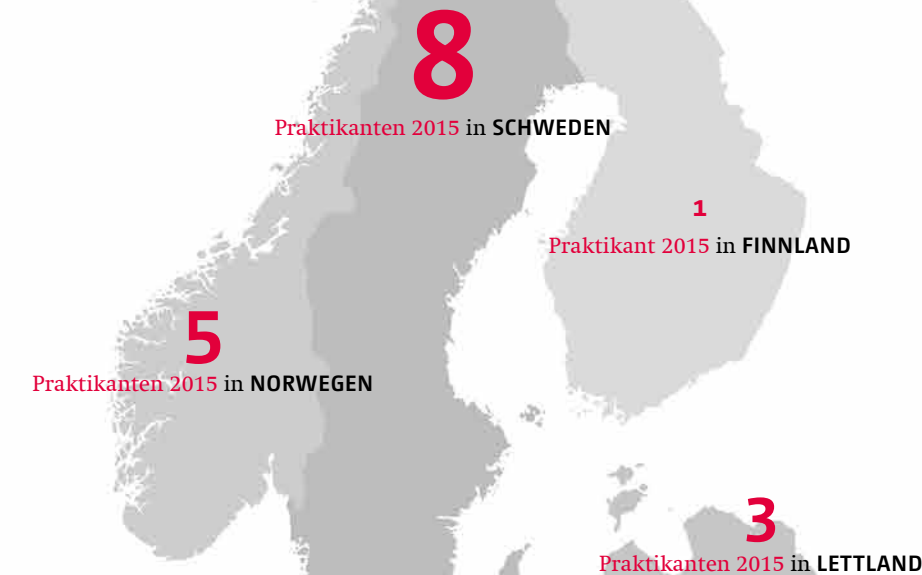 8
Praktikanten 2015 in SCHWEDEN
1
Praktikant 2015 in FINNLAND
5
Praktikanten 2015 in NORWEGEN
3
Praktikanten 2015 in LETTLAND